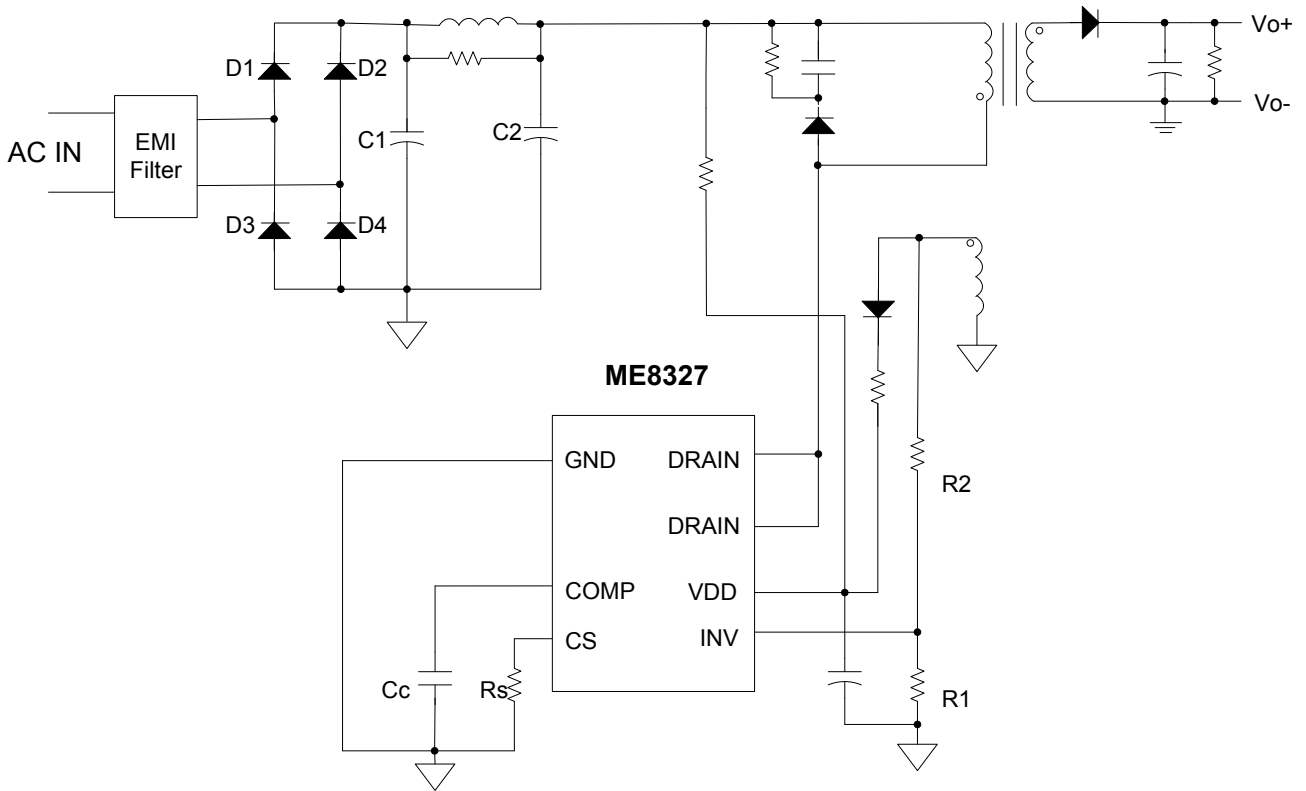 Vo+
D1
D2
Vo-
C1
C2
AC IN
EMI
Filter
D3
D4
ME8327
GND
DRAIN
R2
DRAIN
COMP
VDD
CS
INV
Cc
Rs
R1